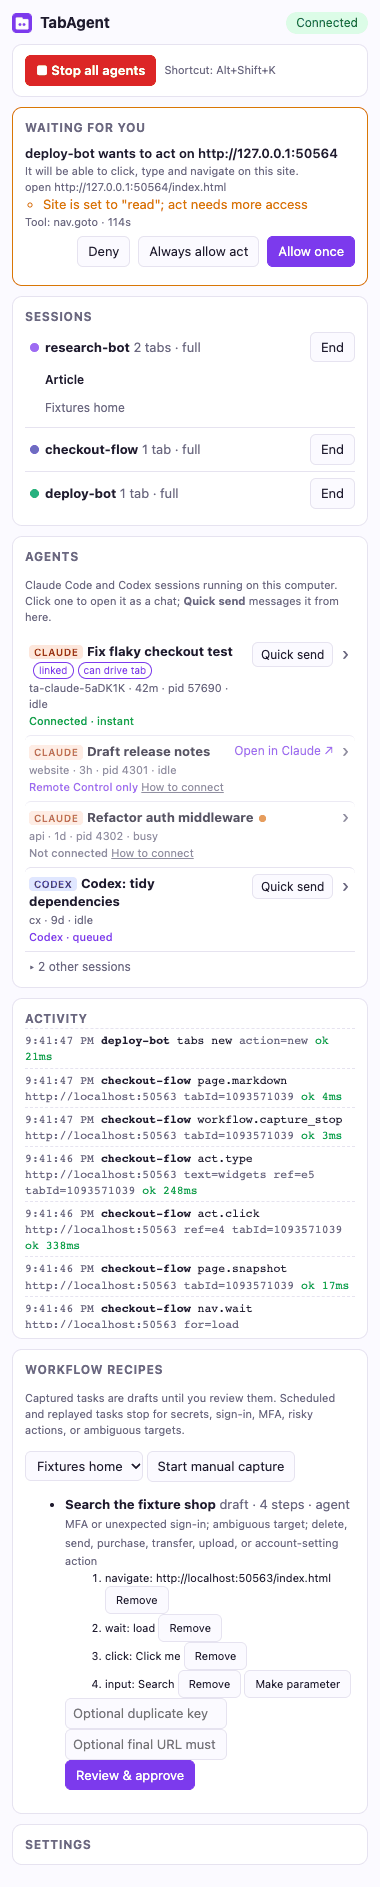 TabAgent
Connected
Stop all agents
Shortcut: Alt+Shift+K
WAITING FOR YOU
deploy-bot wants to act on http://127.0.0.1:50564
It will be able to click, type and navigate on this site.
open http://127.0.0.1:50564/index.html
Site is set to "read"; act needs more access
Tool: nav.goto · 114s
Deny
Always allow act
Allow once
SESSIONS
research-bot 2 tabs · full
End
Article
Fixtures home
checkout-flow 1 tab · full
End
deploy-bot 1 tab · full
End
AGENTS
Claude Code and Codex sessions running on this computer.
Click one to open it as a chat; Quick send messages it from
here.
CLAUDE Fix flaky checkout test
Quick send ›
linked can drive tab
ta-claude-5aDK1K · 42m · pid 57690 ·
idle
Connected · instant
CLAUDE Draft release notes
Open in Claude ↗ ›
website · 3h · pid 4301 · idle
Remote Control only How to connect
CLAUDE Refactor auth middleware ›
api · 1d · pid 4302 · busy
Not connected How to connect
CODEX Codex: tidy
dependencies
Quick send ›
cx · 9d · idle
Codex · queued
▸ 2 other sessions
ACTIVITY
9:41:47 PM deploy-bot tabs new action=new ok
21ms
9:41:47 PM checkout-flow page.markdown
http://localhost:50563 tabId=1093571039 ok 4ms
9:41:47 PM checkout-flow workflow.capture_stop
http://localhost:50563 tabId=1093571039 ok 3ms
9:41:46 PM checkout-flow act.type
http://localhost:50563 text=widgets ref=e5
tabId=1093571039 ok 248ms
9:41:46 PM checkout-flow act.click
http://localhost:50563 ref=e4 tabId=1093571039
ok 338ms
9:41:46 PM checkout-flow page.snapshot
http://localhost:50563 tabId=1093571039 ok 17ms
9:41:46 PM checkout-flow nav.wait
http://localhost:50563 for=load
WORKFLOW RECIPES
Captured tasks are drafts until you review them. Scheduled
and replayed tasks stop for secrets, sign-in, MFA, risky
actions, or ambiguous targets.
Fixtures home
Start manual capture
• Search the fixture shop draft · 4 steps · agent
MFA or unexpected sign-in; ambiguous target; delete,
send, purchase, transfer, upload, or account-setting
action
1. navigate: http://localhost:50563/index.html
Remove
2. wait: load Remove
3. click: Click me Remove
4. input: Search Remove Make parameter
Optional duplicate key
Optional final URL must
Review & approve
SETTINGS